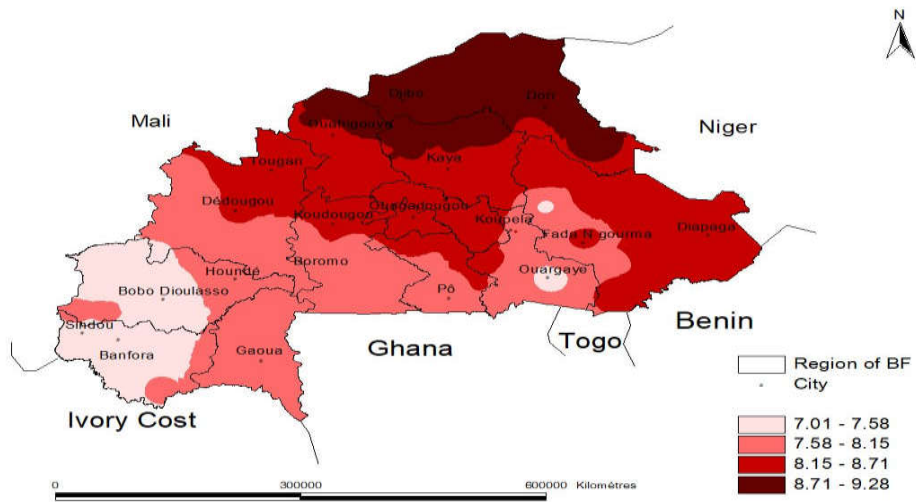 N
Mali
Niger
Djibo
Dori
Ouahigouya
Kaya
Tougan
Dédougou
Koudougou
Ouagadougou
Koupela
Fada N gourma
Diapaga
Boromo
Houndé
Ouargaye
Bobo Dioulasso
Pô
Sindou
Banfora
Gaoua
Ghana
Togo
Benin
Ivory Cost
Region of BF
City
7.01 - 7.58
7.58 - 8.15
8.15 - 8.71
8.71 - 9.28
0 300000 600000 Kilomètres